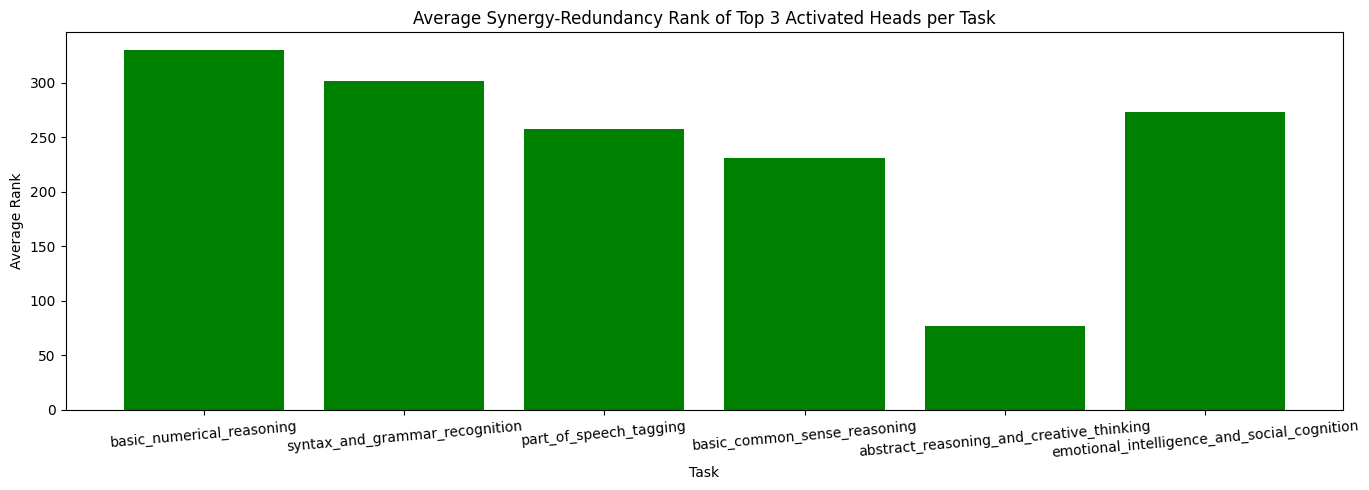 Average Synergy-Redundancy Rank of Top 3 Activated Heads per Task
Average Rank
300
250
200
150
100
50
0
basic_numerical_reasoning
syntax_and_grammar_recognition
part_of_speech_tagging
basic_common_sense_reasoning
abstract_reasoning_and_creative_thinking
emotional_intelligence_and_social_cognition
Task